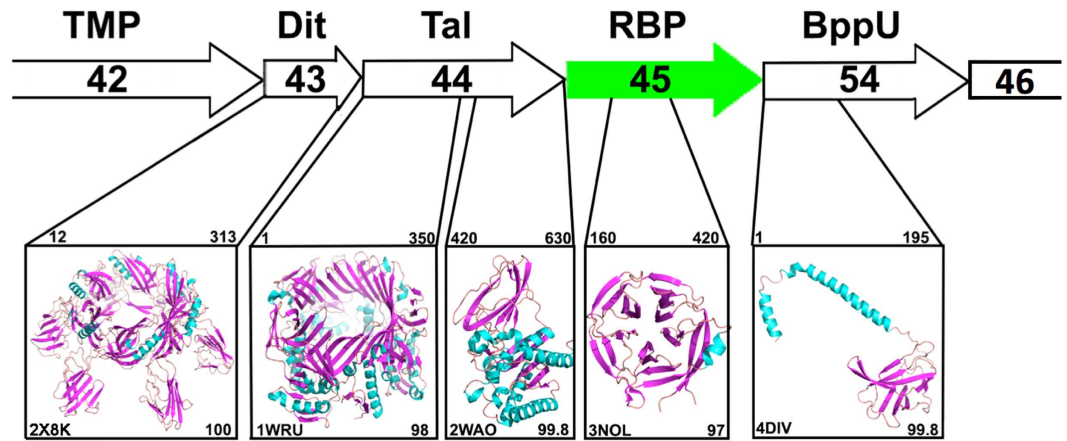 TMP Dit Tal RBP BppU
42 43 44 45 54 46
12 313 1 350 420 630 160 420 1 195
2X8K 100 1WRU 98 2WAO 99.8 3NOL 97 4DIV 99.8